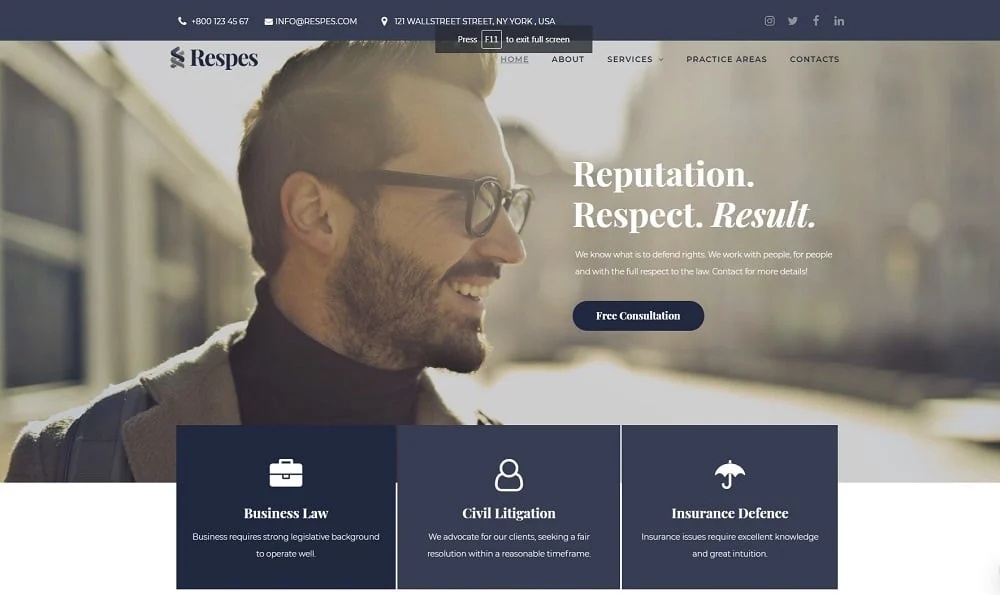 +800 123 45 67 INFO@RESPES.COM 121 WALLSTREET STREET, NY YORK , USA
Press F11 to exit full screen
Respes
HOME ABOUT SERVICES PRACTICE AREAS CONTACTS
Reputation.
Respect. Result.
We know what is to defend rights. We work with people, for people
and with the full respect to the law. Contact for more details!
Free Consultation
Business Law
Business requires strong legislative background
to operate well.
Civil Litigation
We advocate for our clients, seeking a fair
resolution within a reasonable timeframe.
Insurance Defence
Insurance issues require excellent knowledge
and great intuition.